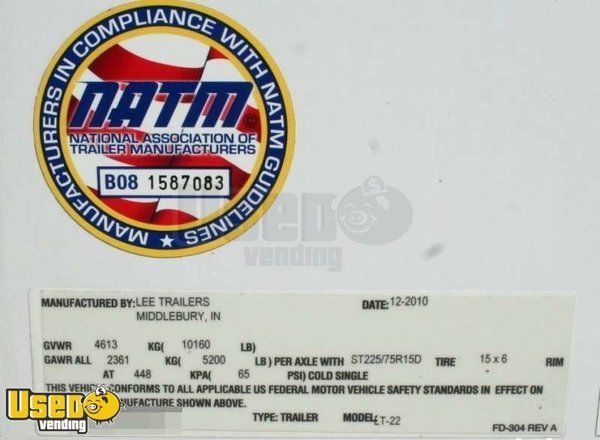 MANUFACTURERS IN COMPLIANCE WITH NATM GUIDELINES
NATM
NATIONAL ASSOCIATION OF
TRAILER MANUFACTURERS
B08 1587083
Used
vending
MANUFACTURED BY: LEE TRAILERS DATE: 12-2010
MIDDLEBURY, IN
GVWR 4613 KG( 10160 LB)
GAWR ALL 2361 KG( 5200 LB) PER AXLE WITH ST225/75R15D TIRE 15 x 6 RIM
AT 448 KPA( 65 PSI) COLD SINGLE
THIS VEHICLE CONFORMS TO ALL APPLICABLE US FEDERAL MOTOR VEHICLE SAFETY STANDARDS IN EFFECT ON
MANUFACTURE SHOWN ABOVE.
TYPE: TRAILER MODEL: LT-22
FD-304 REV A
Used
vending